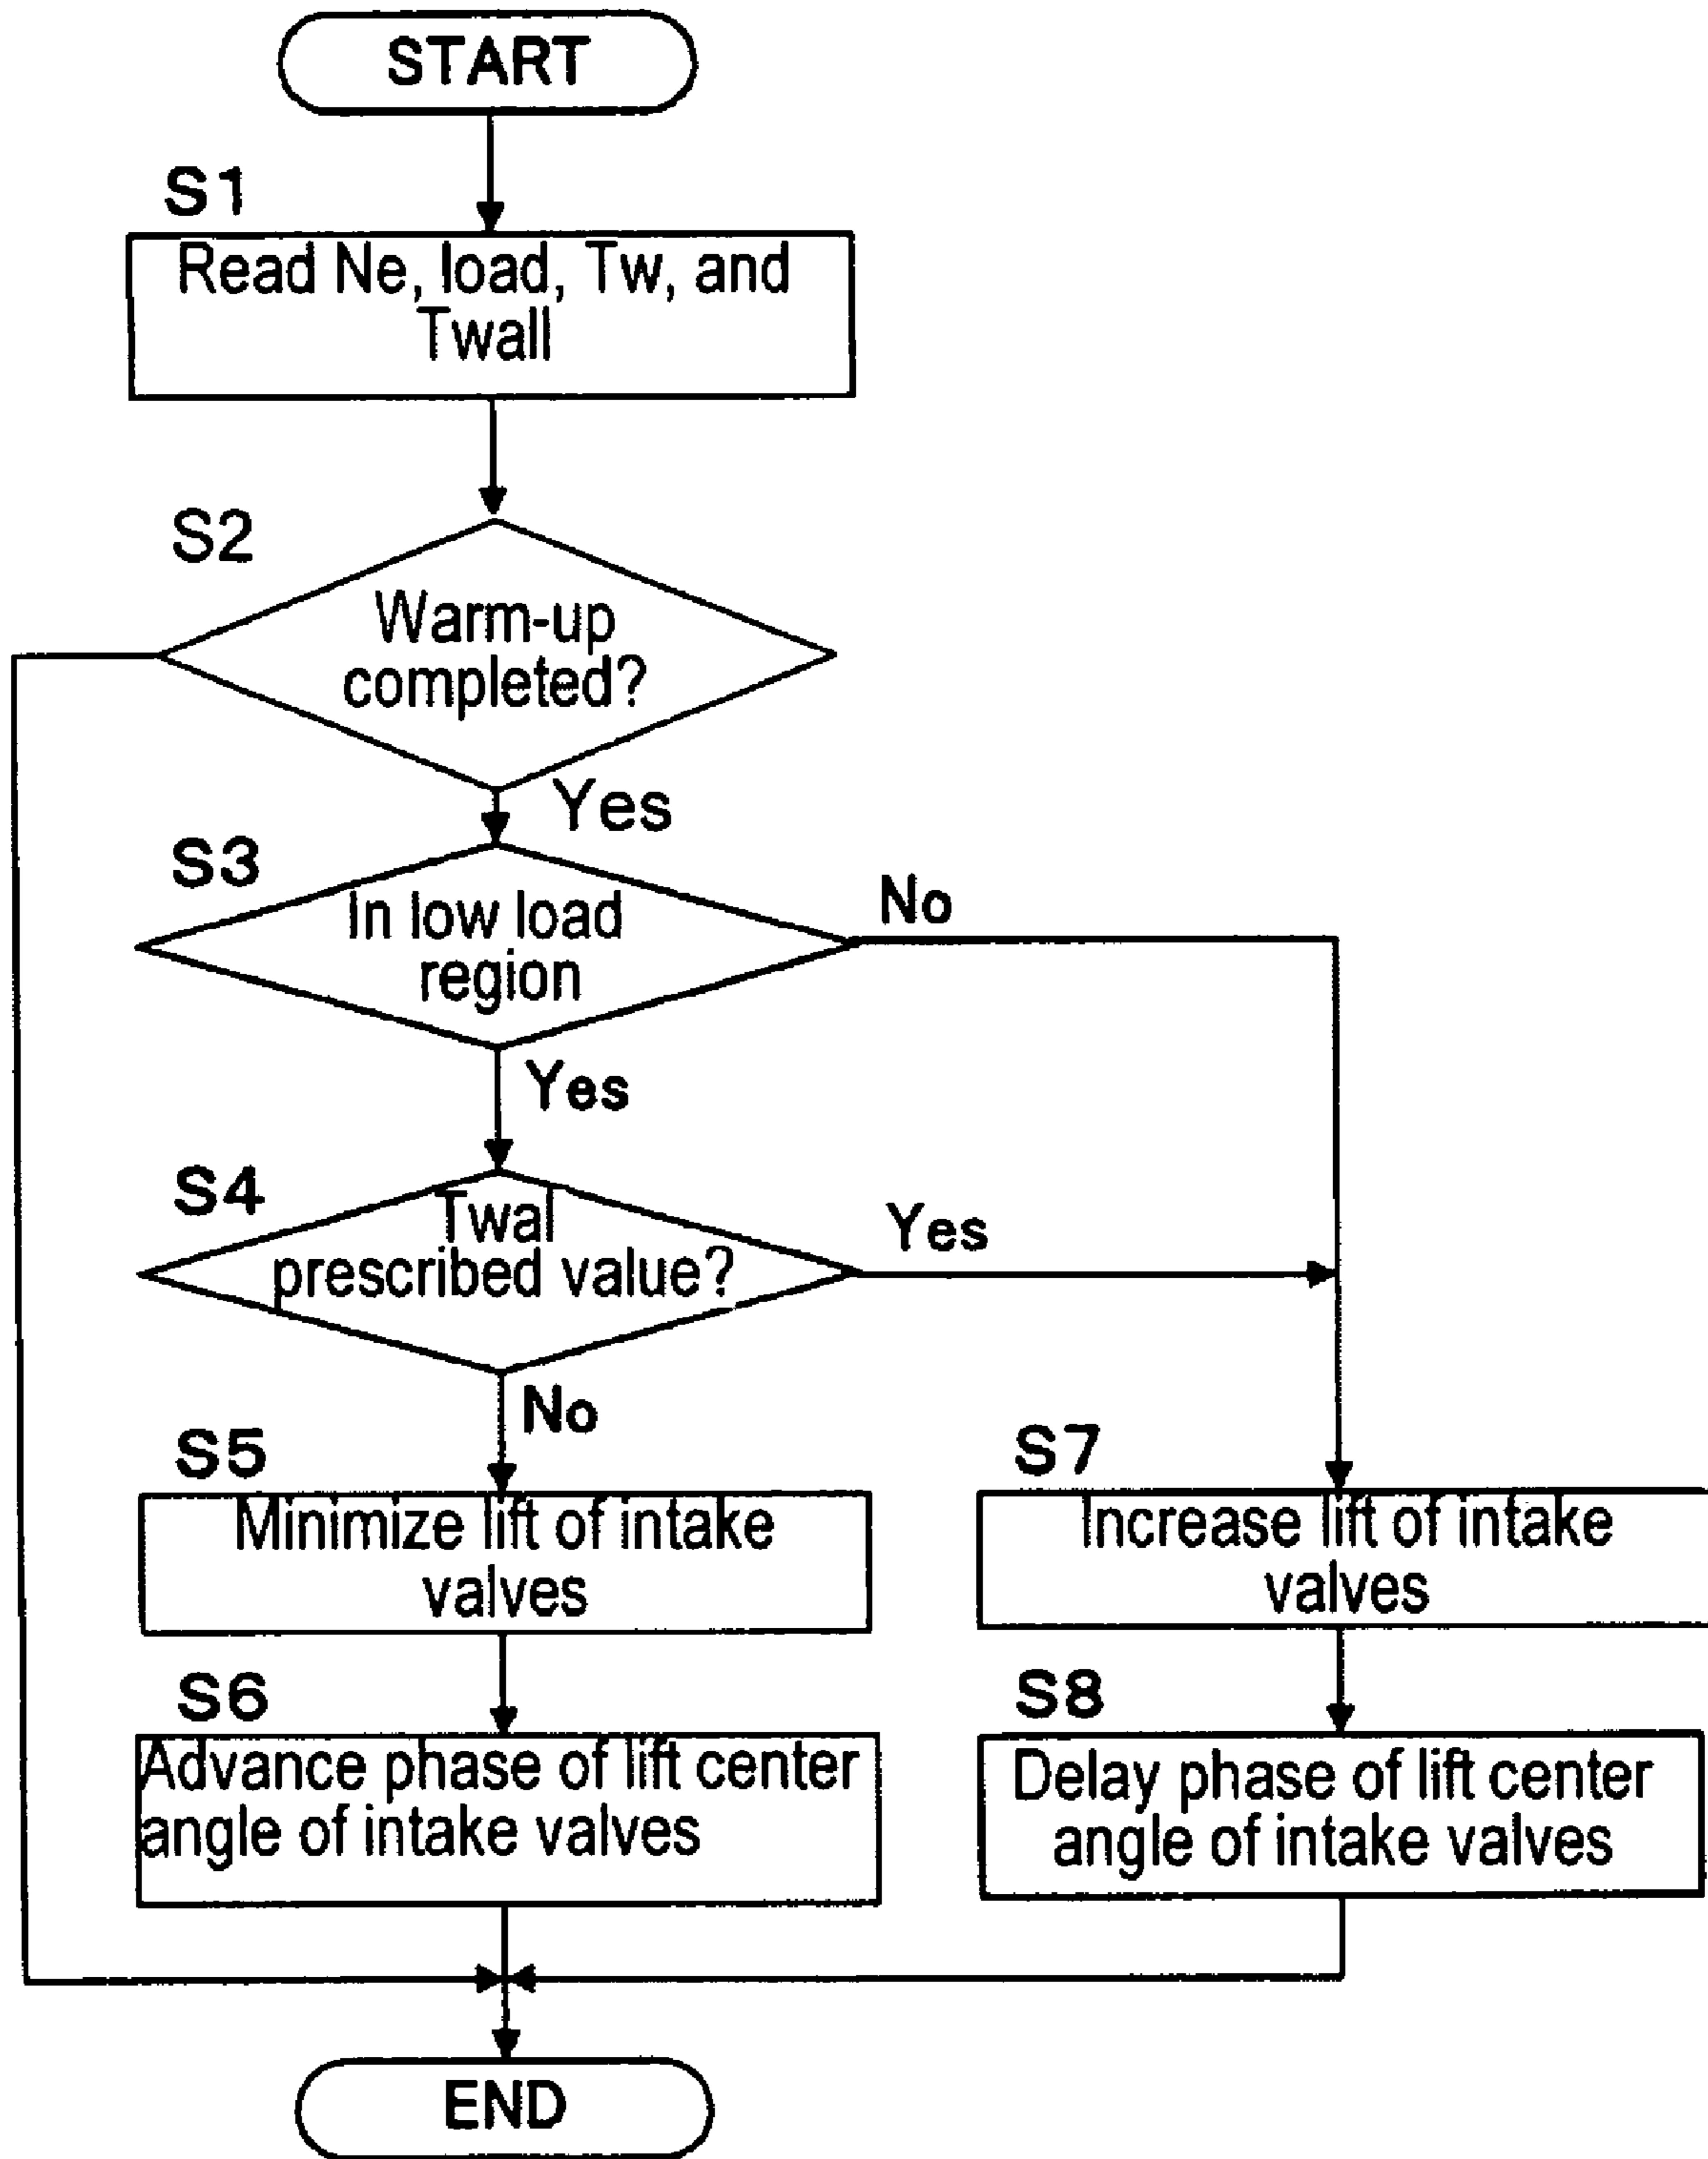 START
S1
Read Ne, load, Tw, and
Twall
S2
Warm-up
completed?
Yes
S3
In low load
region
No
Yes
S4
Twal
prescribed value?
Yes
No
S5
Minimize lift of intake
valves
S7
Increase lift of intake
valves
S6
Advance phase of lift center
angle of intake valves
S8
Delay phase of lift center
angle of intake valves
END